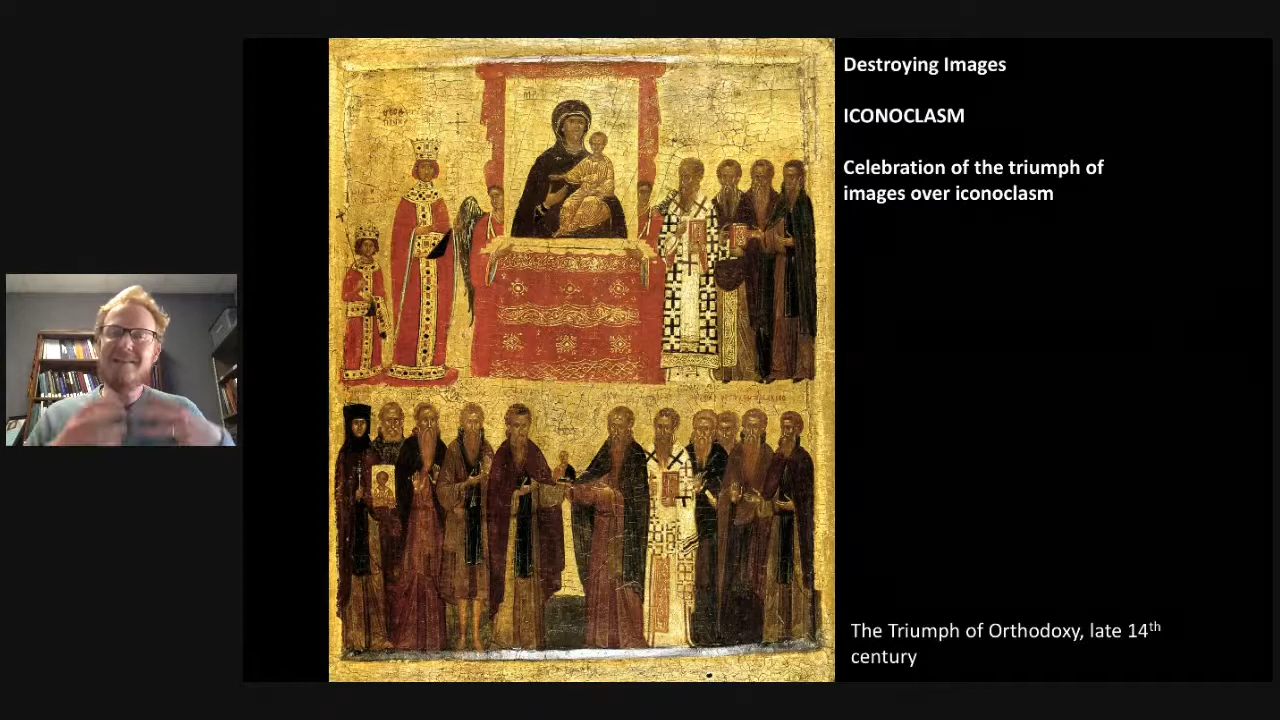 Destroying Images
ICONOCLASM
Celebration of the triumph of
images over iconoclasm
The Triumph of Orthodoxy, late 14th
century